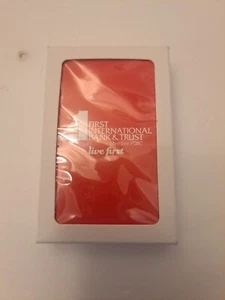 FIRST
INTERNATIONAL
BANK & TRUST
live first